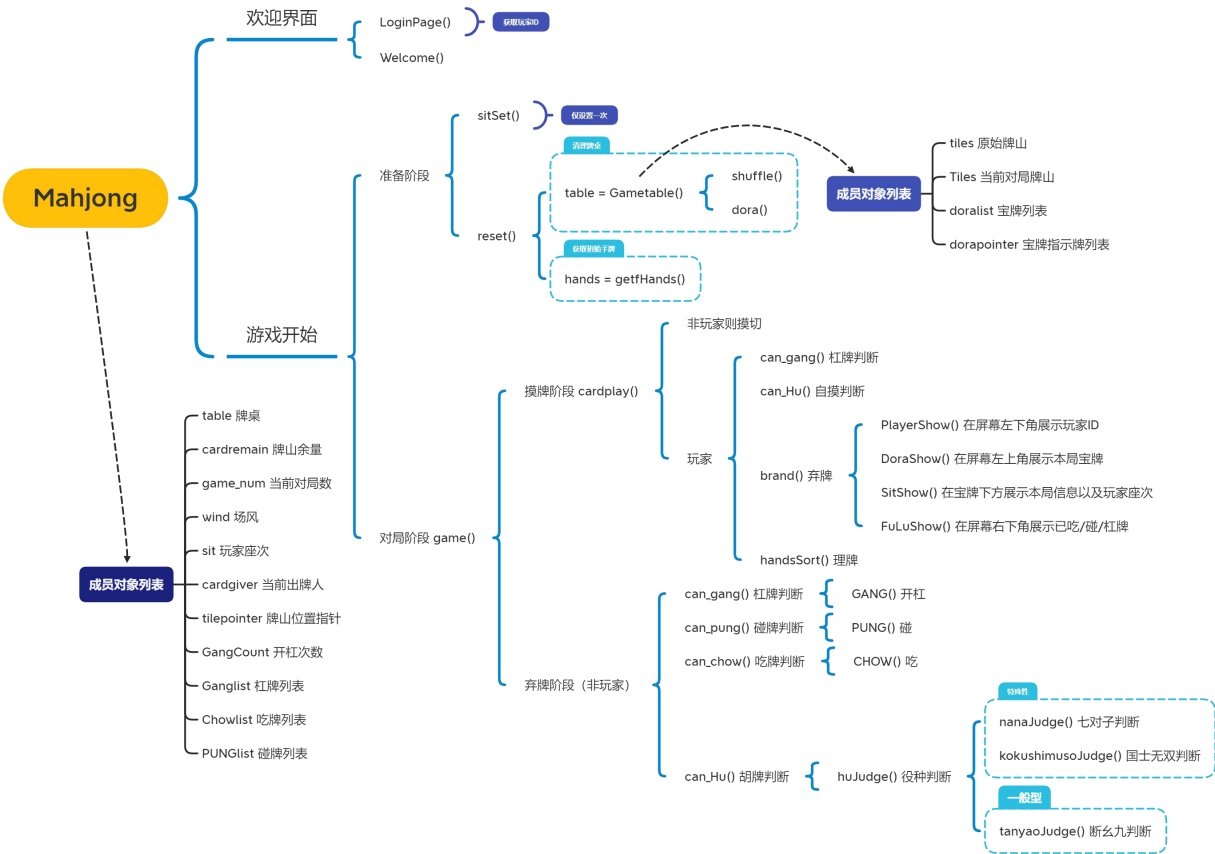 Mahjong
欢迎界面
LoginPage()
获取玩家ID
Welcome()
游戏开始
准备阶段
sitSet()
仅设置一次
reset()
清理牌桌
table = Gametable()
shuffle()
dora()
成员对象列表
tiles 原始牌山
Tiles 当前对局牌山
doralist 宝牌列表
dorapointer 宝牌指示牌列表
获取初始手牌
hands = getfHands()
对局阶段 game()
摸牌阶段 cardplay()
非玩家则摸切
玩家
can_gang() 杠牌判断
can_Hu() 自摸判断
brand() 弃牌
PlayerShow() 在屏幕左下角展示玩家ID
DoraShow() 在屏幕左上角展示本局宝牌
SitShow() 在宝牌下方展示本局信息以及玩家座次
FuLuShow() 在屏幕右下角展示已吃/碰/杠牌
handsSort() 理牌
弃牌阶段（非玩家）
can_gang() 杠牌判断
GANG() 开杠
can_pung() 碰牌判断
PUNG() 碰
can_chow() 吃牌判断
CHOW() 吃
can_Hu() 胡牌判断
huJudge() 役种判断
特殊性
nanaJudge() 七对子判断
kokushimusoJudge() 国士无双判断
一般型
tanyaoJudge() 断幺九判断
成员对象列表
table 牌桌
cardremain 牌山余量
game_num 当前对局数
wind 场风
sit 玩家座次
cardgiver 当前出牌人
tilepointer 牌山位置指针
GangCount 开杠次数
Ganglist 杠牌列表
Chowlist 吃牌列表
PUNGlist 碰牌列表